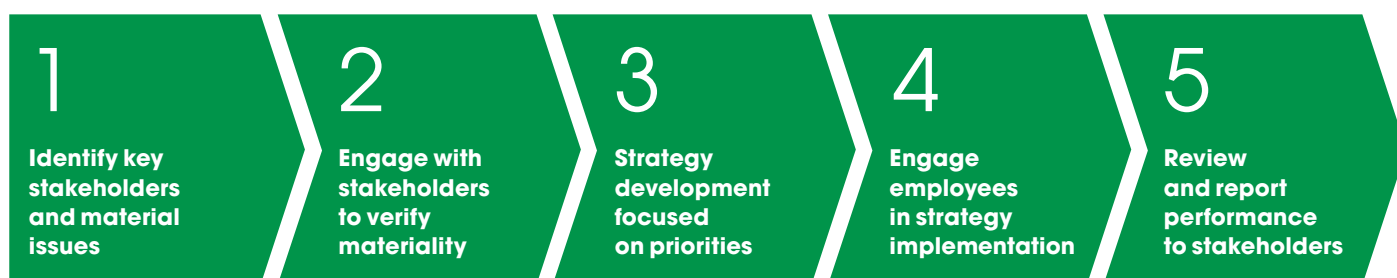 1
Identify key
stakeholders
and material
issues
2
Engage with
stakeholders
to verify
materiality
3
Strategy
development
focused
on priorities
4
Engage
employees
in strategy
implementation
5
Review
and report
performance
to stakeholders